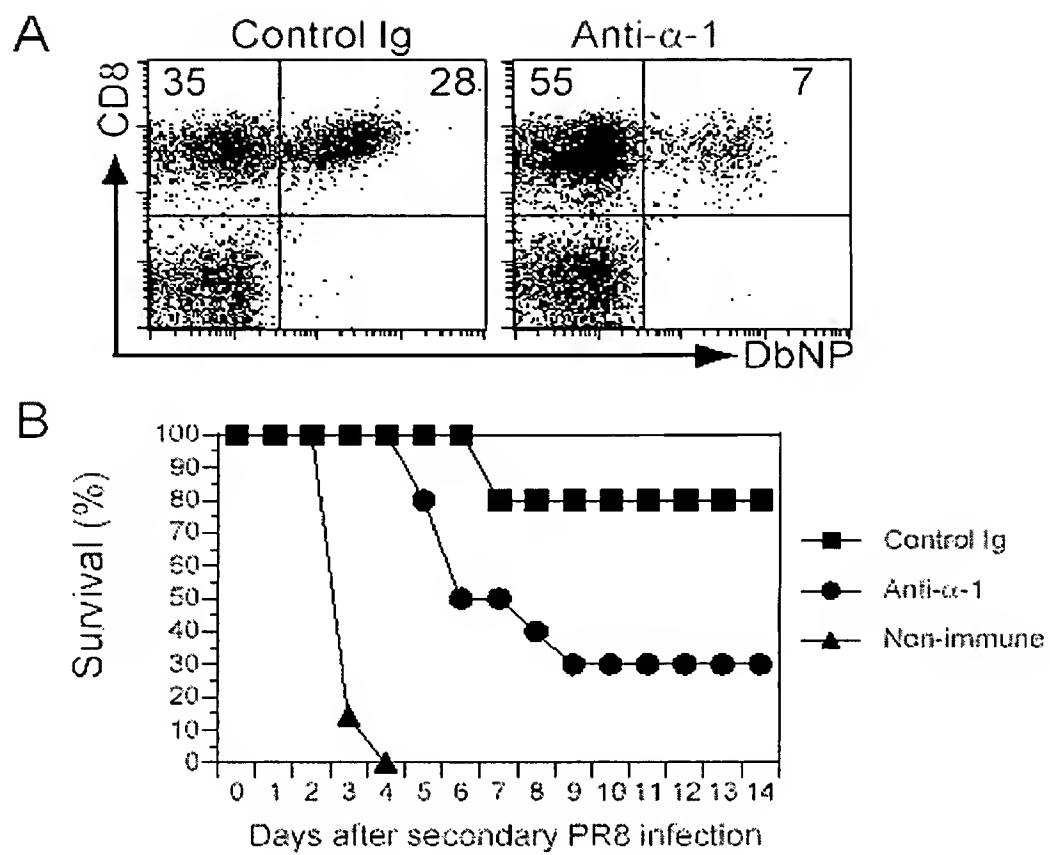 A
Control Ig
Anti-α-1
CD8
35
28
55
7
DbNP
B
Survival (%)
100
90
80
70
60
50
40
30
20
10
0
0 1 2 3 4 5 6 7 8 9 10 11 12 13 14
Days after secondary PR8 infection
Control Ig
Anti-α-1
Non-immune